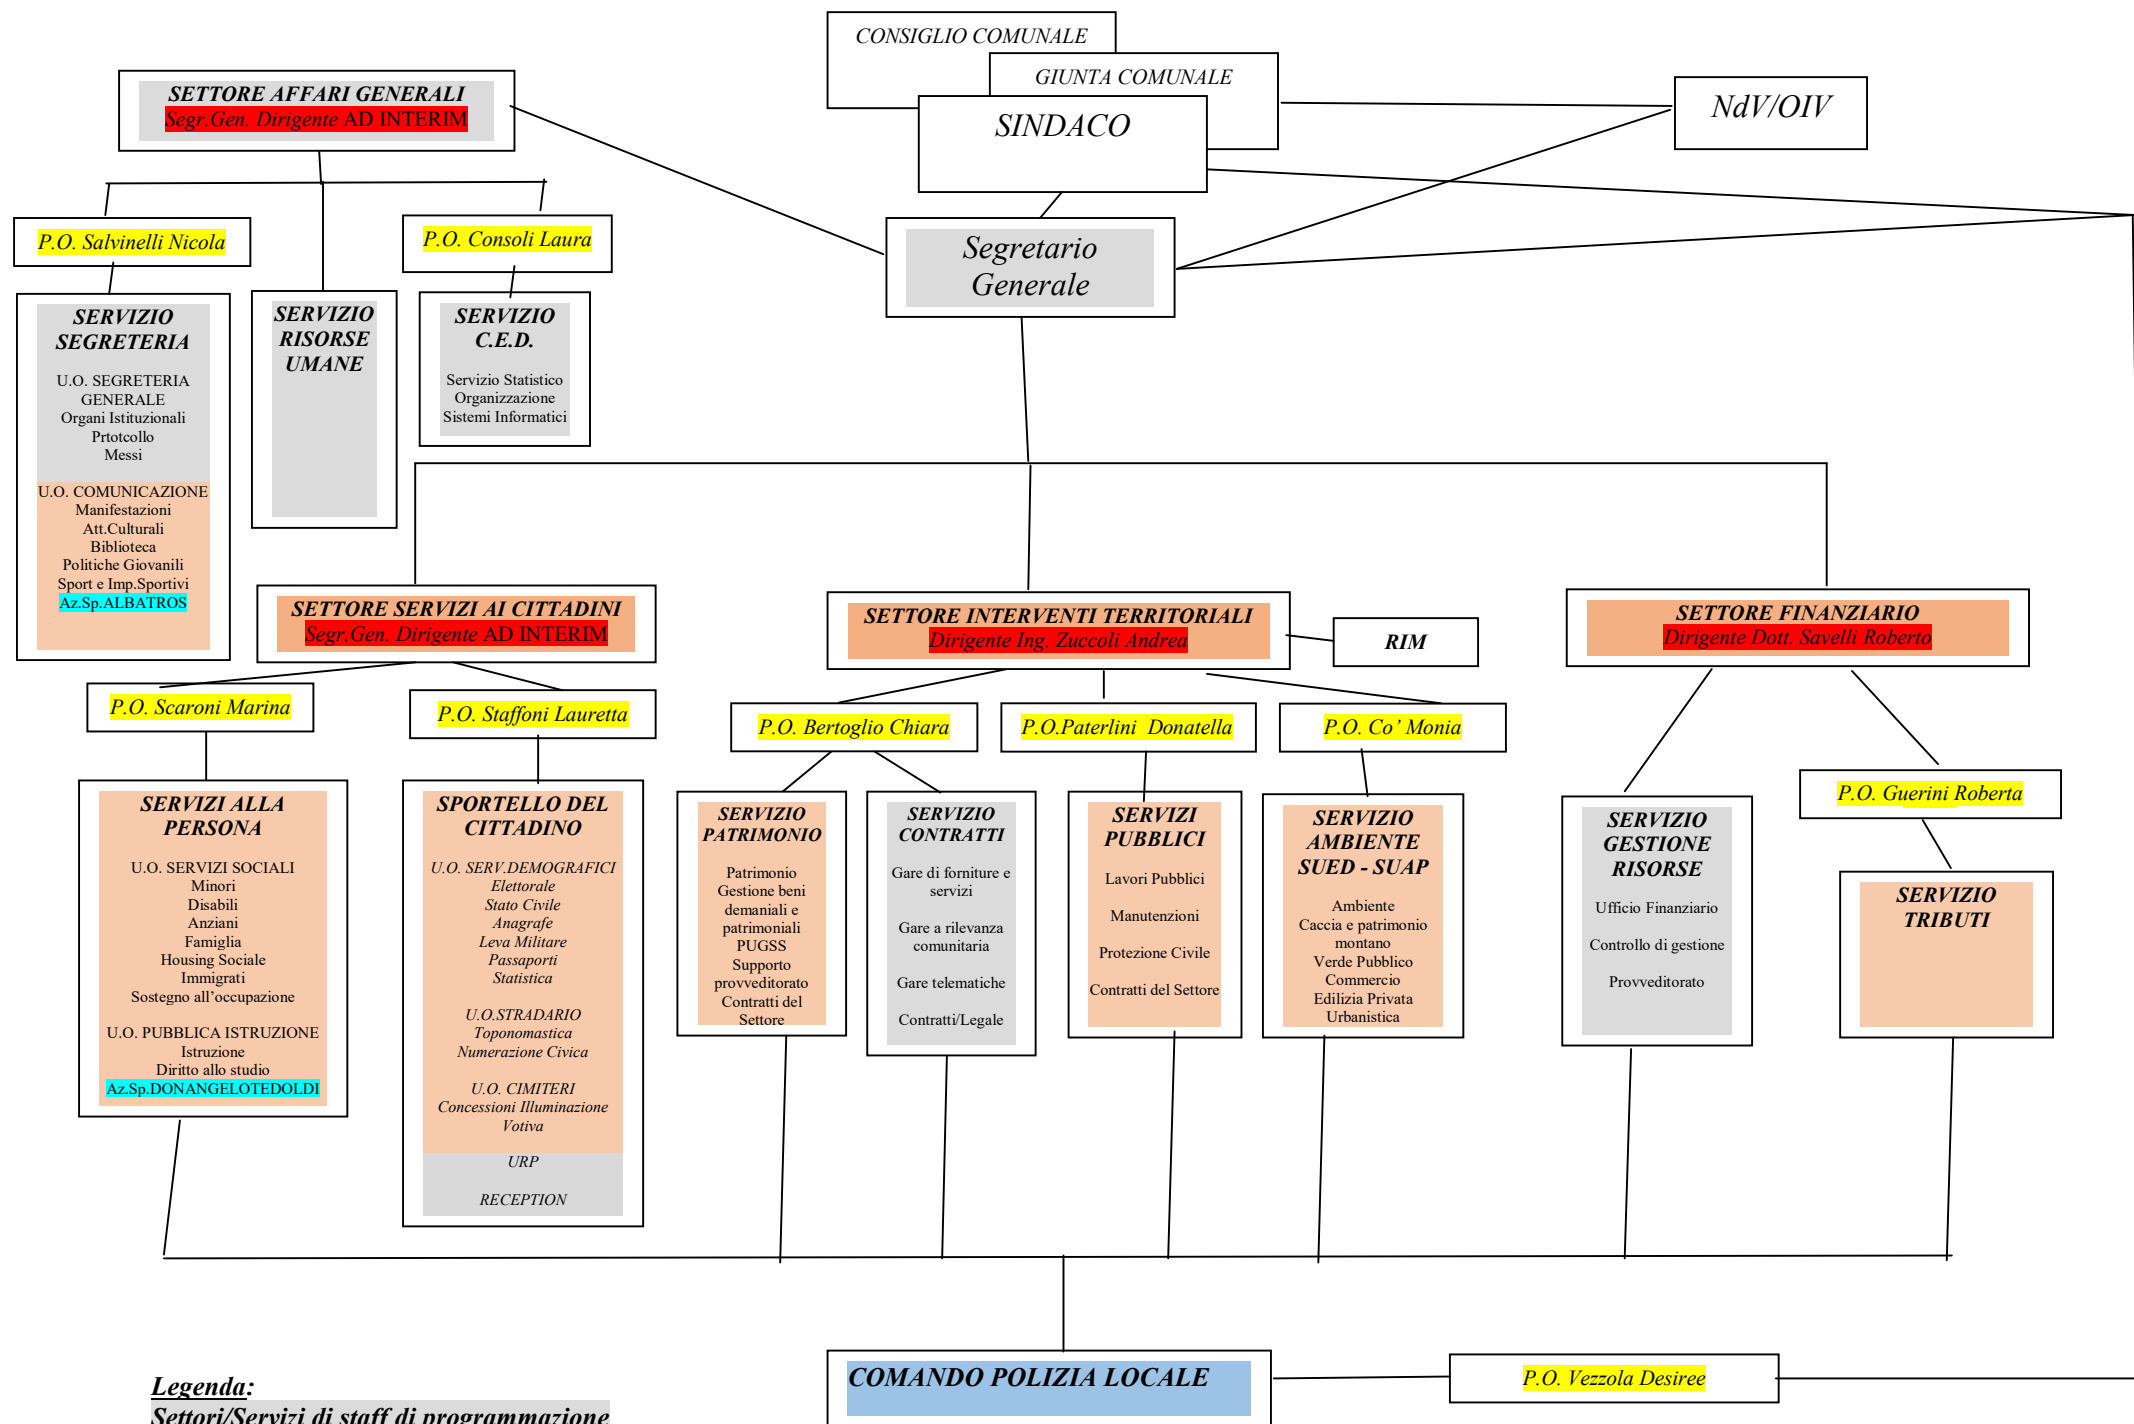 CONSIGLIO COMUNALE
GIUNTA COMUNALE
SINDACO
NdV/OIV
SETTORE AFFARI GENERALI
Segr.Gen. Dirigente AD INTERIM
Segretario
Generale
P.O. Salvinelli Nicola
P.O. Consoli Laura
SERVIZIO
SEGRETERIA
U.O. SEGRETERIA
GENERALE
Organi Istituzionali
Prtotcollo
Messi
U.O. COMUNICAZIONE
Manifestazioni
Att.Culturali
Biblioteca
Politiche Giovanili
Sport e Imp.Sportivi
Az.Sp.ALBATROS
SERVIZIO
RISORSE
UMANE
SERVIZIO
C.E.D.
Servizio Statistico
Organizzazione
Sistemi Informatici
SETTORE SERVIZI AI CITTADINI
Segr.Gen. Dirigente AD INTERIM
SETTORE INTERVENTI TERRITORIALI
Dirigente Ing. Zuccoli Andrea
RIM
SETTORE FINANZIARIO
Dirigente Dott. Savelli Roberto
P.O. Scaroni Marina
P.O. Staffoni Lauretta
P.O. Bertoglio Chiara
P.O.Paterlini Donatella
P.O. Co’ Monia
P.O. Guerini Roberta
SERVIZI ALLA
PERSONA
U.O. SERVIZI SOCIALI
Minori
Disabili
Anziani
Famiglia
Housing Sociale
Immigrati
Sostegno all’occupazione
U.O. PUBBLICA ISTRUZIONE
Istruzione
Diritto allo studio
Az.Sp.DONANGELOTEDOLDI
SPORTELLO DEL
CITTADINO
U.O. SERV.DEMOGRAFICI
Elettorale
Stato Civile
Anagrafe
Leva Militare
Passaporti
Statistica
U.O.STRADARIO
Toponomastica
Numerazione Civica
U.O. CIMITERI
Concessioni Illuminazione
Votiva
URP
RECEPTION
SERVIZIO
PATRIMONIO
Patrimonio
Gestione beni
demaniali e
patrimoniali
PUGSS
Supporto
provveditorato
Contratti del
Settore
SERVIZIO
CONTRATTI
Gare di forniture e
servizi
Gare a rilevanza
comunitaria
Gare telematiche
Contratti/Legale
SERVIZI
PUBBLICI
Lavori Pubblici
Manutenzioni
Protezione Civile
Contratti del Settore
SERVIZIO
AMBIENTE
SUED - SUAP
Ambiente
Caccia e patrimonio
montano
Verde Pubblico
Commercio
Edilizia Privata
Urbanistica
SERVIZIO
GESTIONE
RISORSE
Ufficio Finanziario
Controllo di gestione
Provveditorato
SERVIZIO
TRIBUTI
COMANDO POLIZIA LOCALE
P.O. Vezzola Desiree
Legenda:
Settori/Servizi di staff di programmazione